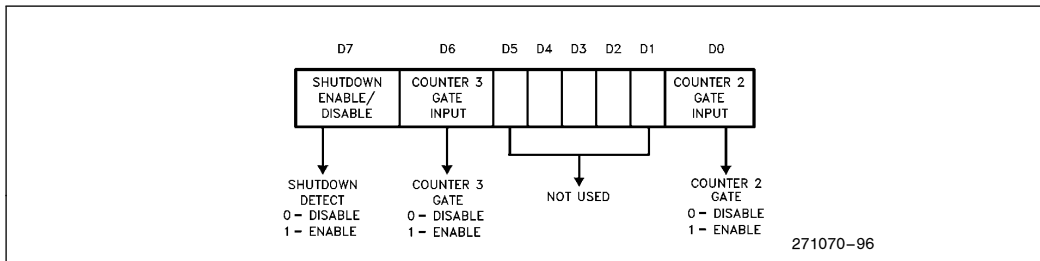 D7 D6 D5 D4 D3 D2 D1 D0
SHUTDOWN
ENABLE/
DISABLE
COUNTER 3
GATE
INPUT
COUNTER 2
GATE
INPUT
SHUTDOWN
DETECT
0 – DISABLE
1 – ENABLE
COUNTER 3
GATE
0 – DISABLE
1 – ENABLE
NOT USED
COUNTER 2
GATE
0 – DISABLE
1 – ENABLE
271070–96